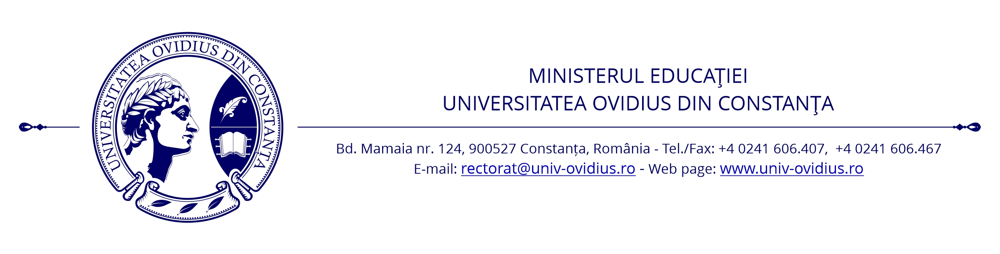 UNIVERSITATEA OVIDIUS DIN CONSTANȚA
MINISTERUL EDUCAŢIEI
UNIVERSITATEA OVIDIUS DIN CONSTANŢA
Bd. Mamaia nr. 124, 900527 Constanța, România - Tel./Fax: +4 0241 606.407, +4 0241 606.467
E-mail: rectorat@univ-ovidius.ro - Web page: www.univ-ovidius.ro